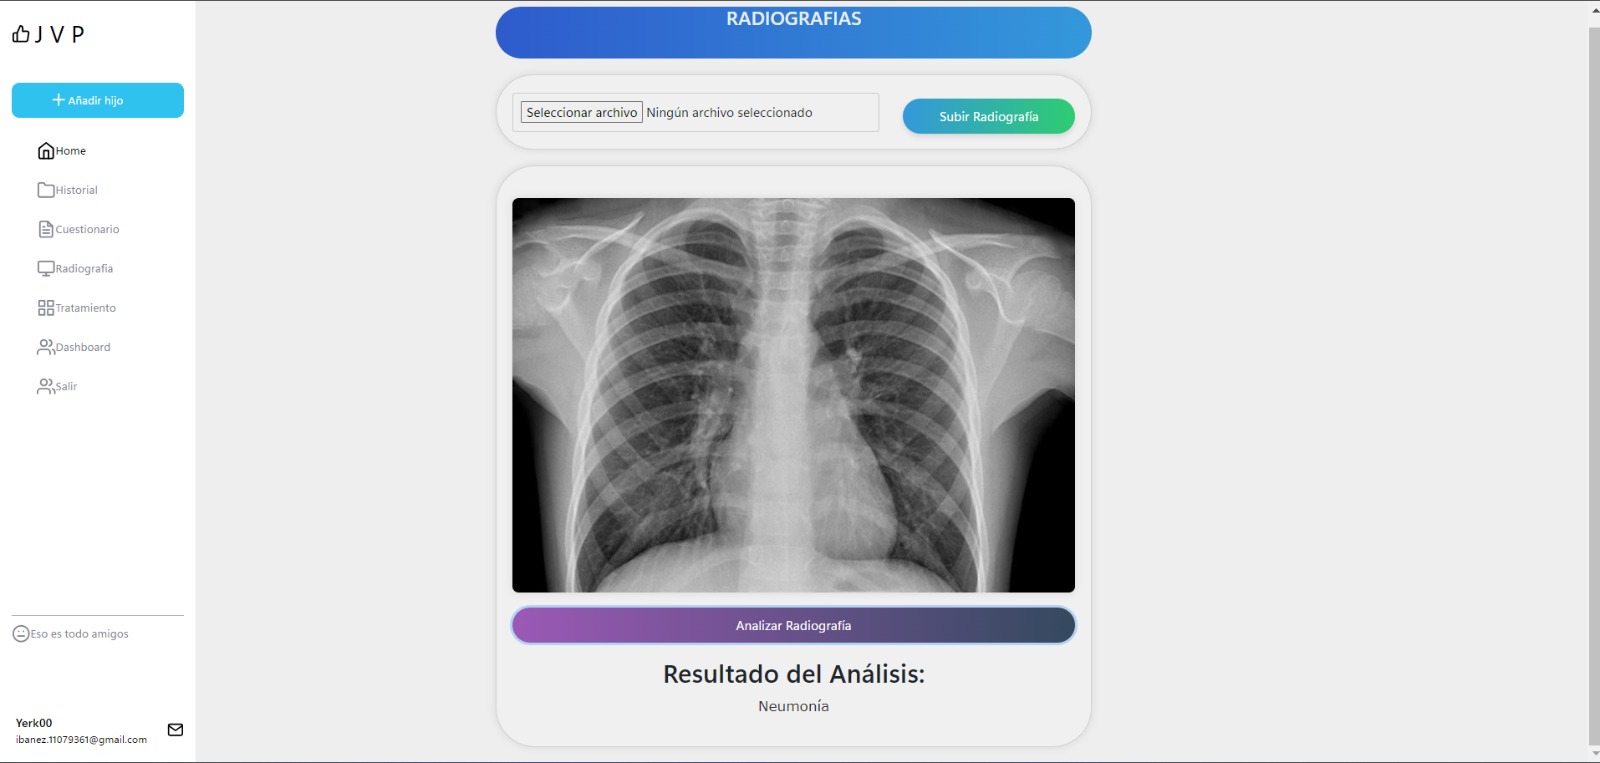 J V P
Añadir hijo
Home
Historial
Cuestionario
Radiografia
Tratamiento
Dashboard
Salir
Eso es todo amigos
Yerk00
ibanez.11079361@gmail.com
RADIOGRAFIAS
Seleccionar archivo Ningún archivo seleccionado
Subir Radiografía
Analizar Radiografía
Resultado del Análisis:
Neumonía